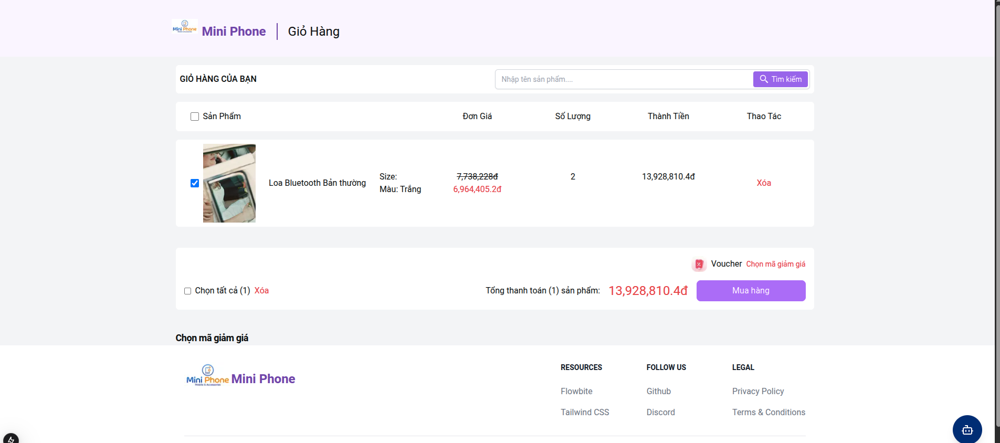 Mini Phone
Mobile & Accessories
Mini Phone
Giỏ Hàng
GIỎ HÀNG CỦA BẠN
Nhập tên sản phẩm....
Tìm kiếm
Sản Phẩm Đơn Giá Số Lượng Thành Tiền Thao Tác
Loa Bluetooth Bản thường
Size:
Màu: Trắng
7,738,228đ
6,964,405.2đ
2
13,928,810.4đ
Xóa
Voucher Chọn mã giảm giá
Chọn tất cả (1) Xóa
Tổng thanh toán (1) sản phẩm: 13,928,810.4đ
Mua hàng
Chọn mã giảm giá
Mini Phone
Mobile & Accessories
Mini Phone
RESOURCES FOLLOW US LEGAL
Flowbite Github Privacy Policy
Tailwind CSS Discord Terms & Conditions